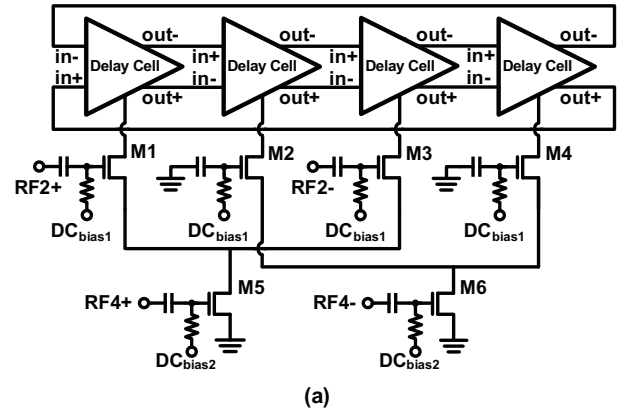 out- out- out- out-
in- in+ in+ in+
Delay Cell Delay Cell Delay Cell Delay Cell
in+ in- in- in-
out+ out+ out+ out+
M1 M2 M3 M4
RF2+ RF2-
DCbias1 DCbias1 DCbias1 DCbias1
M5 M6
RF4+ RF4-
DCbias2 DCbias2
(a)